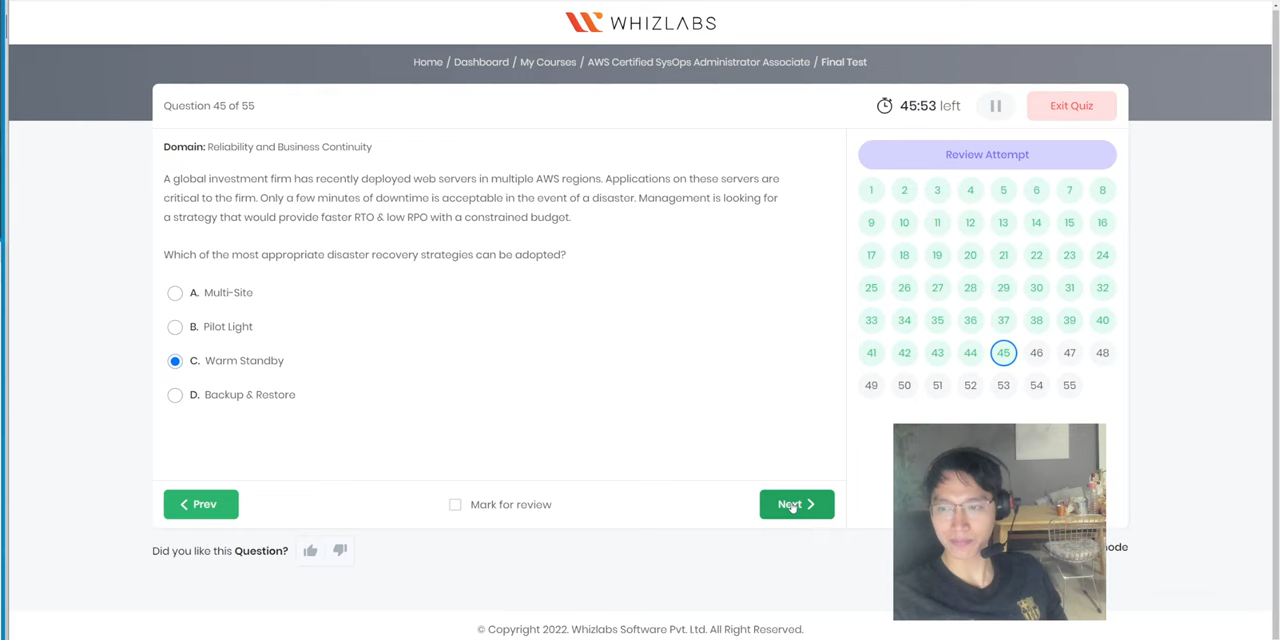 WHIZLABS
Home / Dashboard / My Courses / AWS Certified SysOps Administrator Associate / Final Test
Question 45 of 55
45:53 left
Exit Quiz
Domain: Reliability and Business Continuity
A global investment firm has recently deployed web servers in multiple AWS regions. Applications on these servers are
critical to the firm. Only a few minutes of downtime is acceptable in the event of a disaster. Management is looking for
a strategy that would provide faster RTO & low RPO with a constrained budget.
Which of the most appropriate disaster recovery strategies can be adopted?
A. Multi-Site
B. Pilot Light
C. Warm Standby
D. Backup & Restore
Prev
Mark for review
Next
Review Attempt
1 2 3 4 5 6 7 8
9 10 11 12 13 14 15 16
17 18 19 20 21 22 23 24
25 26 27 28 29 30 31 32
33 34 35 36 37 38 39 40
41 42 43 44 45 46 47 48
49 50 51 52 53 54 55
Did you like this Question?
© Copyright 2022. Whizlabs Software Pvt. Ltd. All Right Reserved.